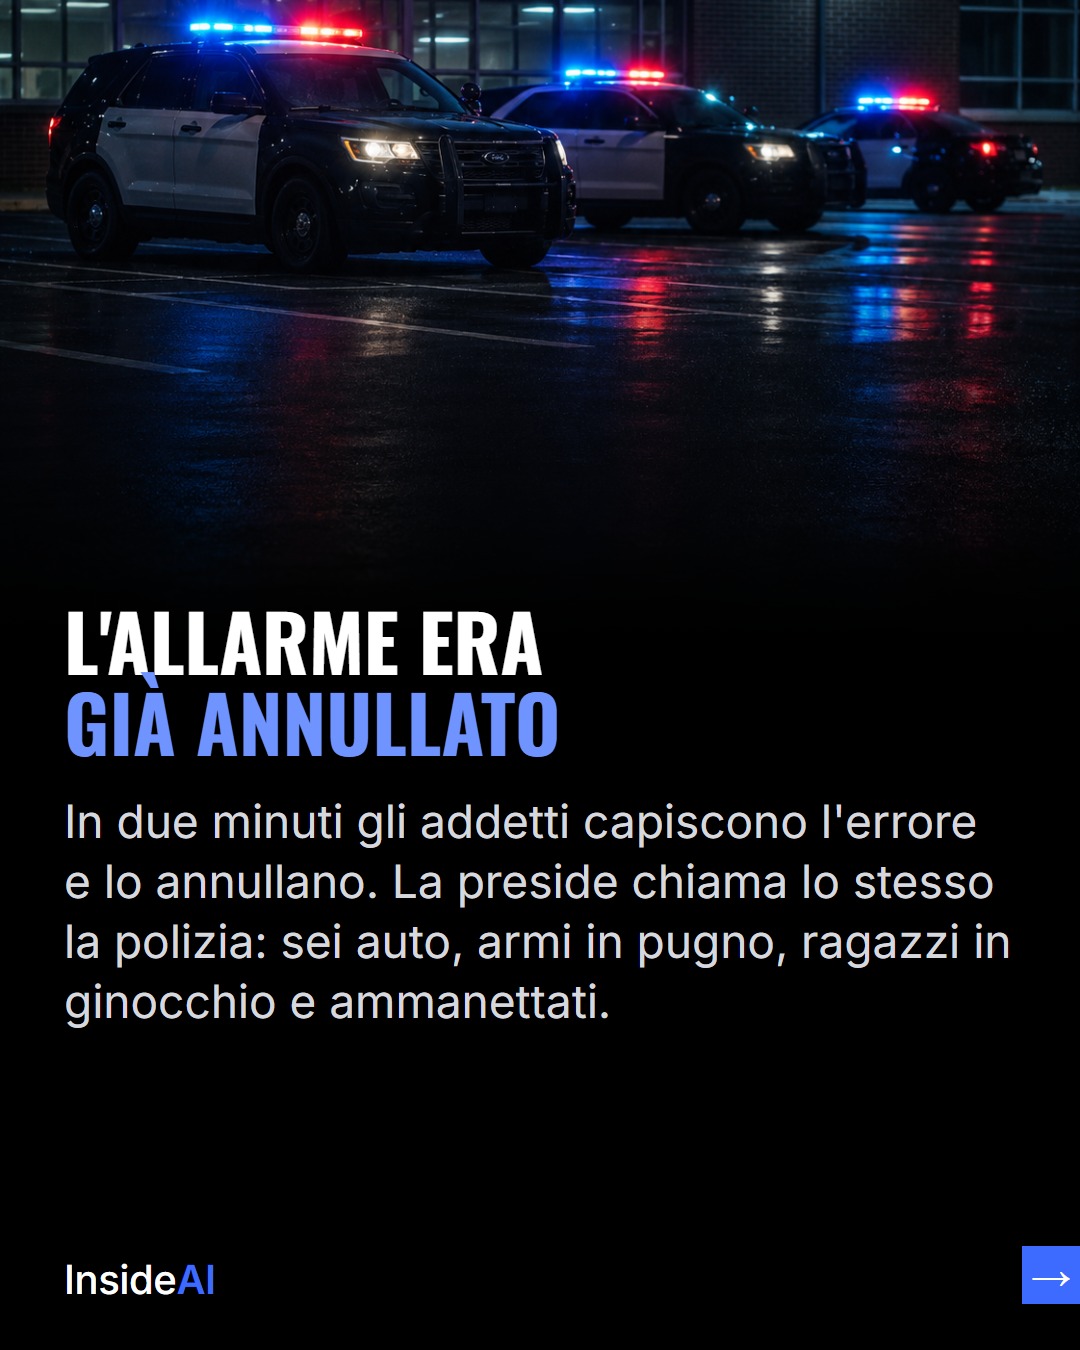 L'ALLARME ERA
GIÀ ANNULLATO
In due minuti gli addetti capiscono l'errore
e lo annullano. La preside chiama lo stesso
la polizia: sei auto, armi in pugno, ragazzi in
ginocchio e ammanettati.
InsideAI
→